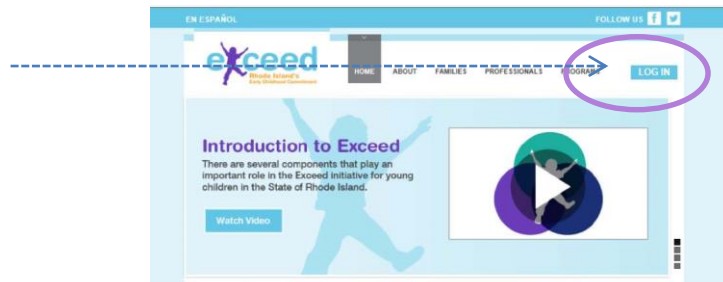 EN ESPAÑOL FOLLOW US
exceed
Rhode Island's
Early Childhood Commitment
HOME ABOUT FAMILIES PROFESSIONALS PROGRAMS LOG IN
Introduction to Exceed
There are several components that play an
important role in the Exceed initiative for young
children in the State of Rhode Island.
Watch Video